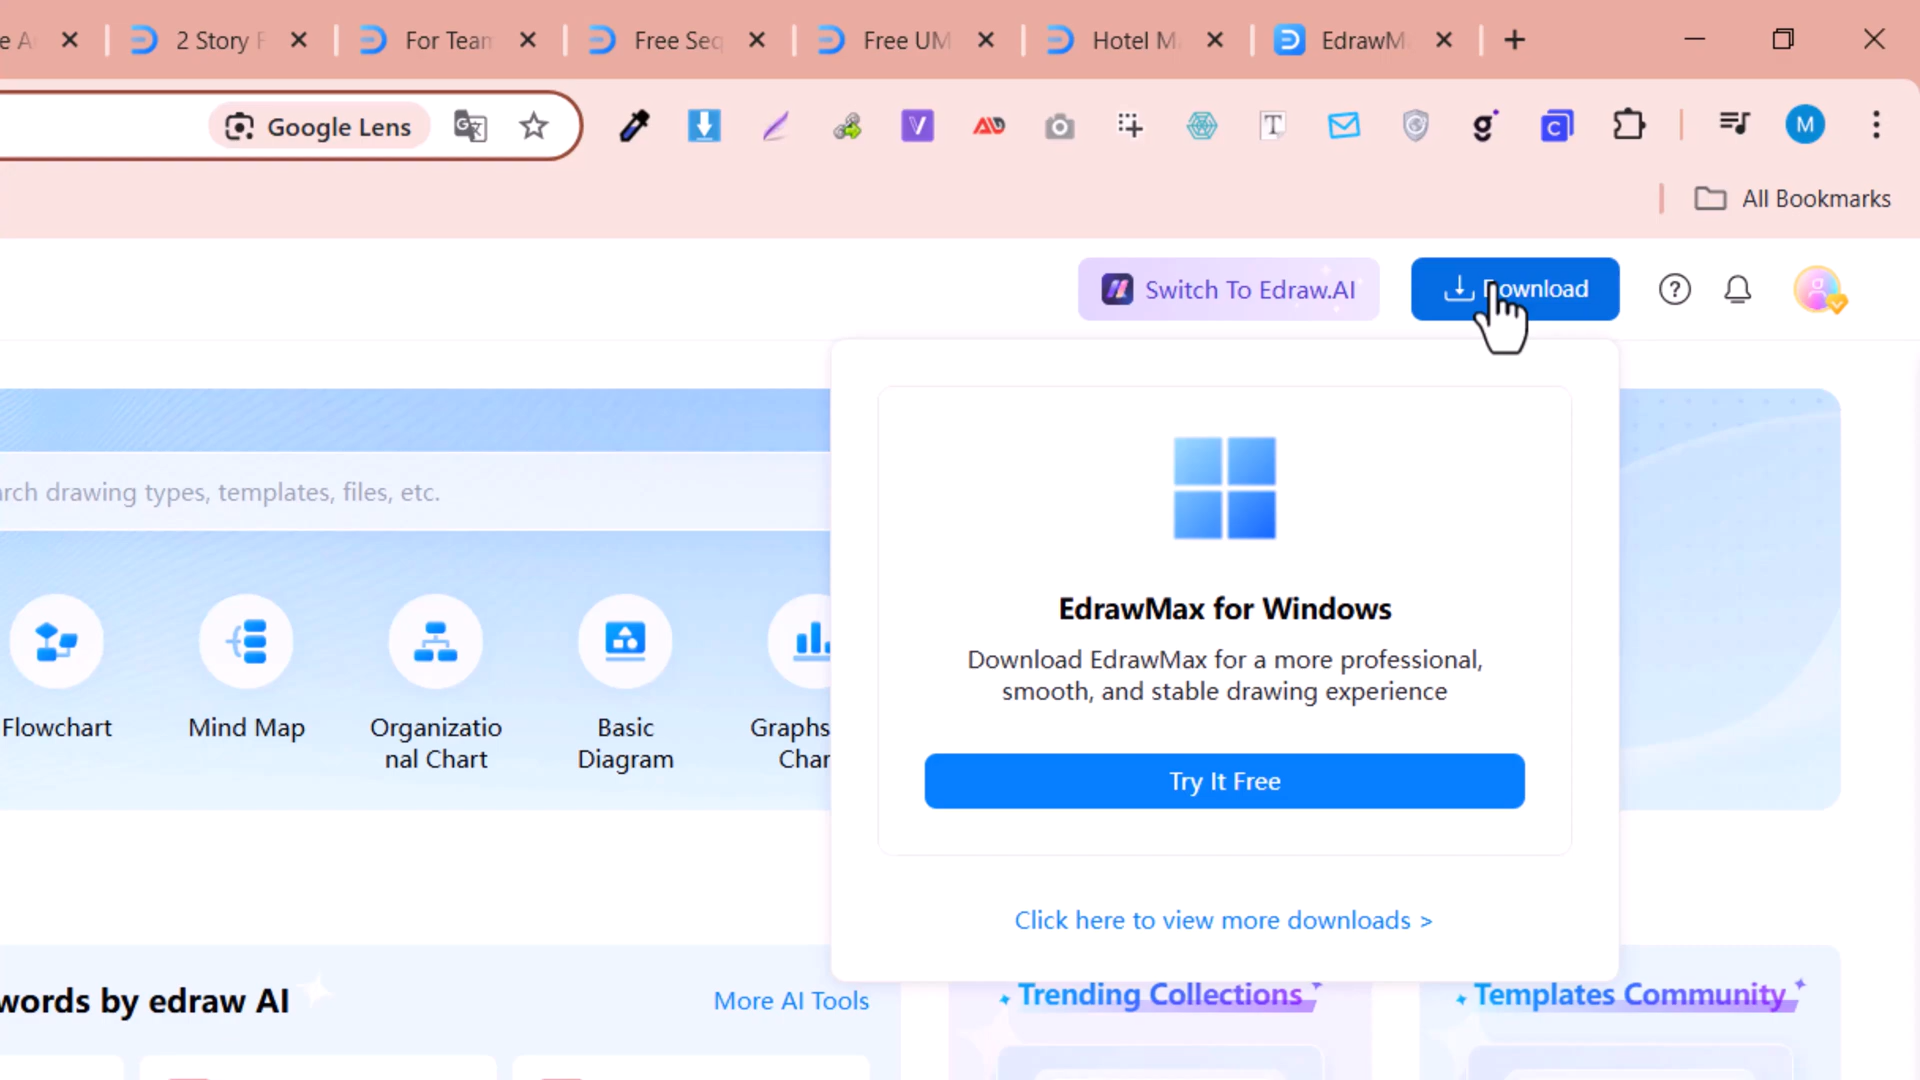 2 Story F
For Team
Free Seq
Free UM
Hotel M
EdrawM
Google Lens
All Bookmarks
Switch To Edraw.AI
Download
arch drawing types, templates, files, etc.
EdrawMax for Windows
Download EdrawMax for a more professional,
smooth, and stable drawing experience
Try It Free
Click here to view more downloads >
Flowchart
Mind Map
Organizatio
nal Chart
Basic
Diagram
Graphs
Char
words by edraw AI
More AI Tools
Trending Collections
Templates Community